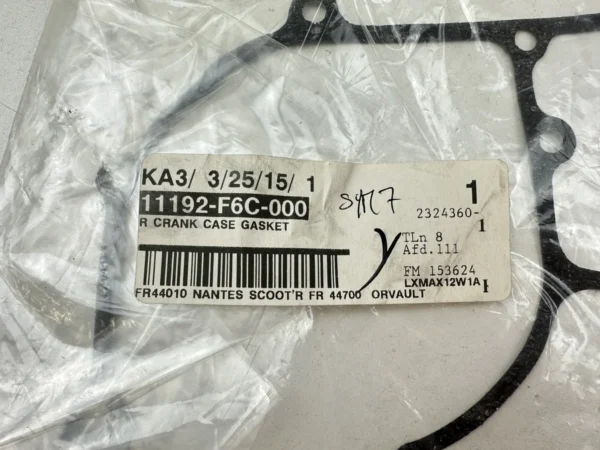 KA3/ 3/25/15/ 1
11192-F6C-000
R CRANK CASE GASKET
1
2324360-
1
TLn 8
Afd.111
FM 153624
LXMAX12W1A
1
FR44010 NANTES SCOOT'R FR 44700 ORVAULT